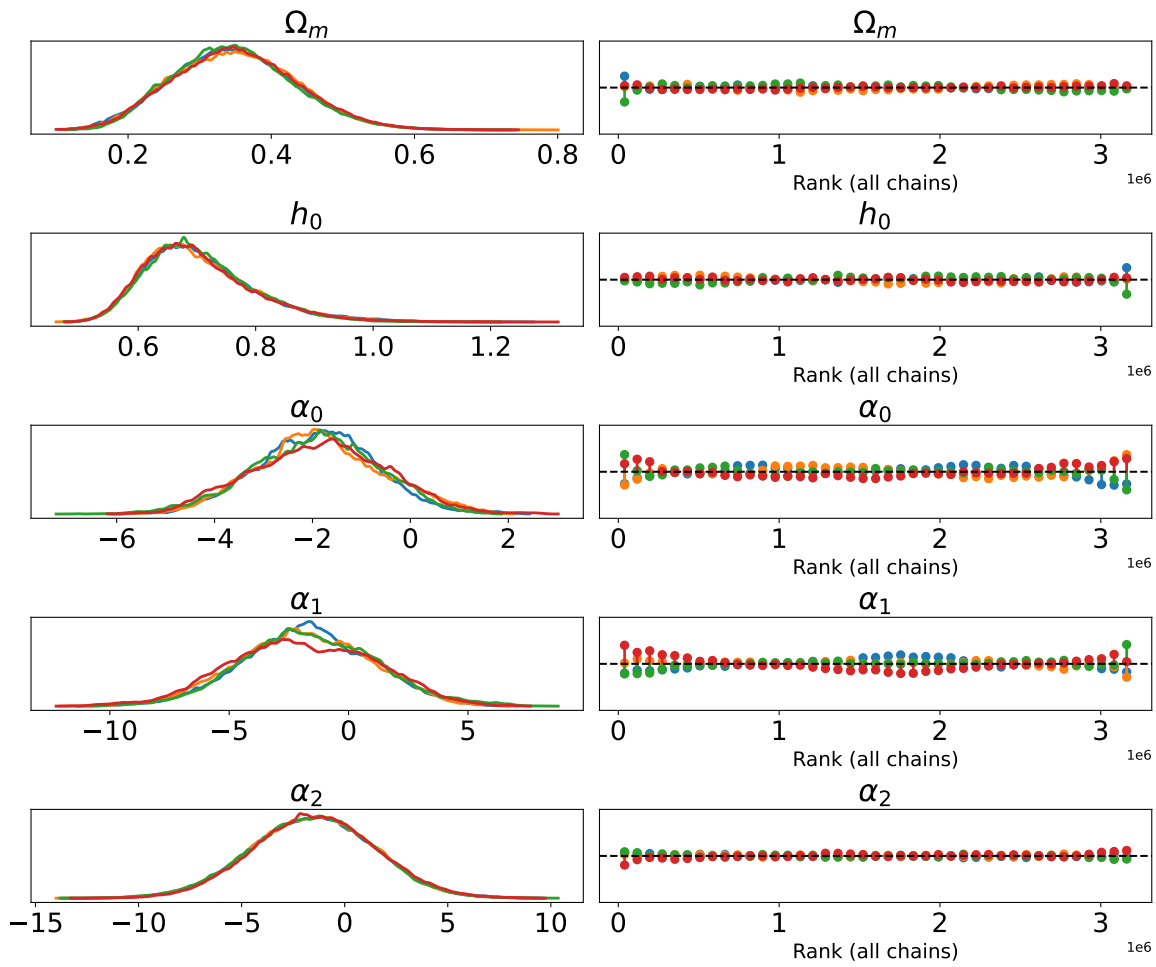 Ωₘ Ωₘ
0.2 0.4 0.6 0.8 0 1 2 3
Rank (all chains) 1e6
h₀ h₀
0.6 0.8 1.0 1.2 0 1 2 3
Rank (all chains) 1e6
α₀ α₀
−6 −4 −2 0 2 0 1 2 3
Rank (all chains) 1e6
α₁ α₁
−10 −5 0 5 0 1 2 3
Rank (all chains) 1e6
α₂ α₂
−15 −10 −5 0 5 10 0 1 2 3
Rank (all chains) 1e6